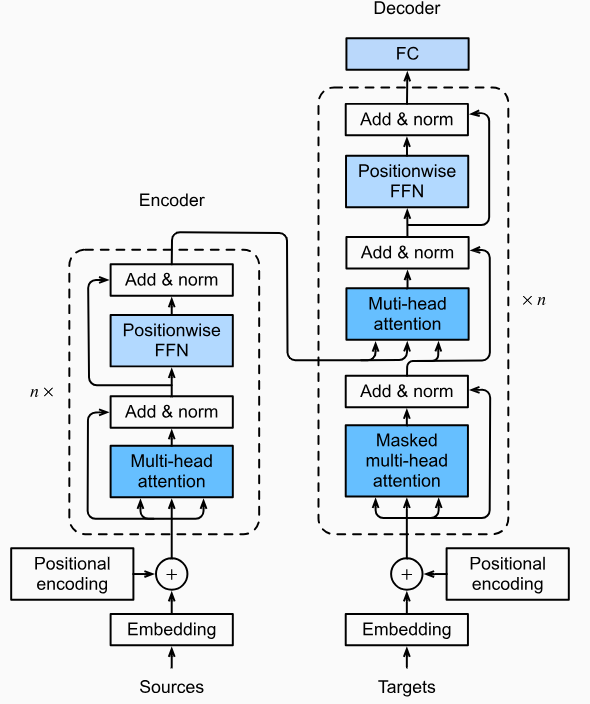 Decoder
FC
Add & norm
Positionwise
FFN
Add & norm
Muti-head
attention
× n
Add & norm
Masked
multi-head
attention
Positional
encoding
+
Embedding
Targets
Encoder
Add & norm
Positionwise
FFN
n ×
Add & norm
Multi-head
attention
Positional
encoding
+
Embedding
Sources